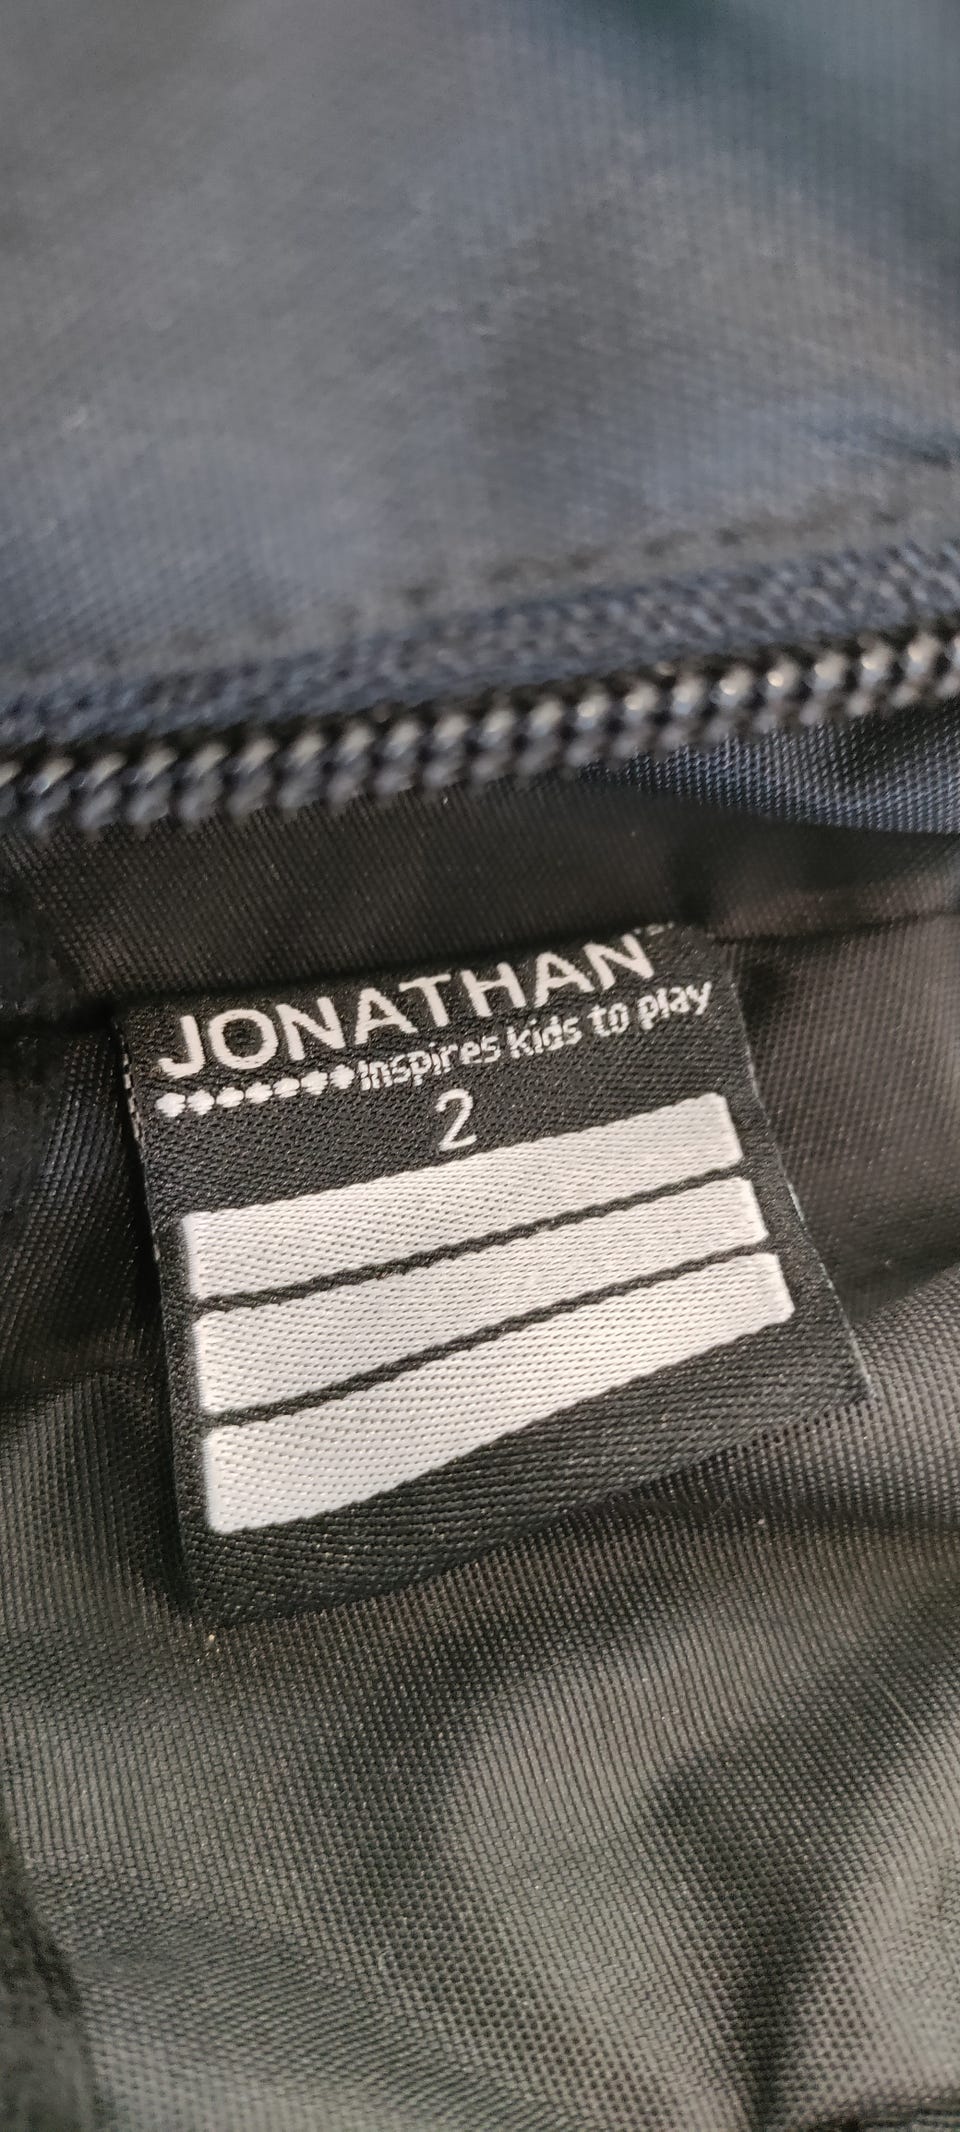 JONATHAN
inspires kids to play
2